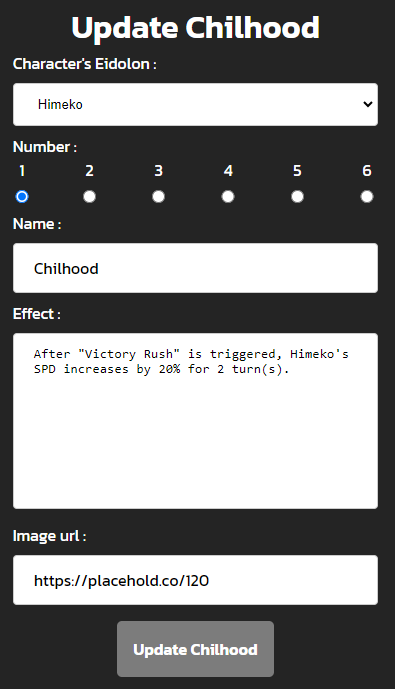 Update Chilhood
Character's Eidolon :
Himeko
Number :
1 2 3 4 5 6
Name :
Chilhood
Effect :
After "Victory Rush" is triggered, Himeko's
SPD increases by 20% for 2 turn(s).
Image url :
https://placehold.co/120
Update Chilhood